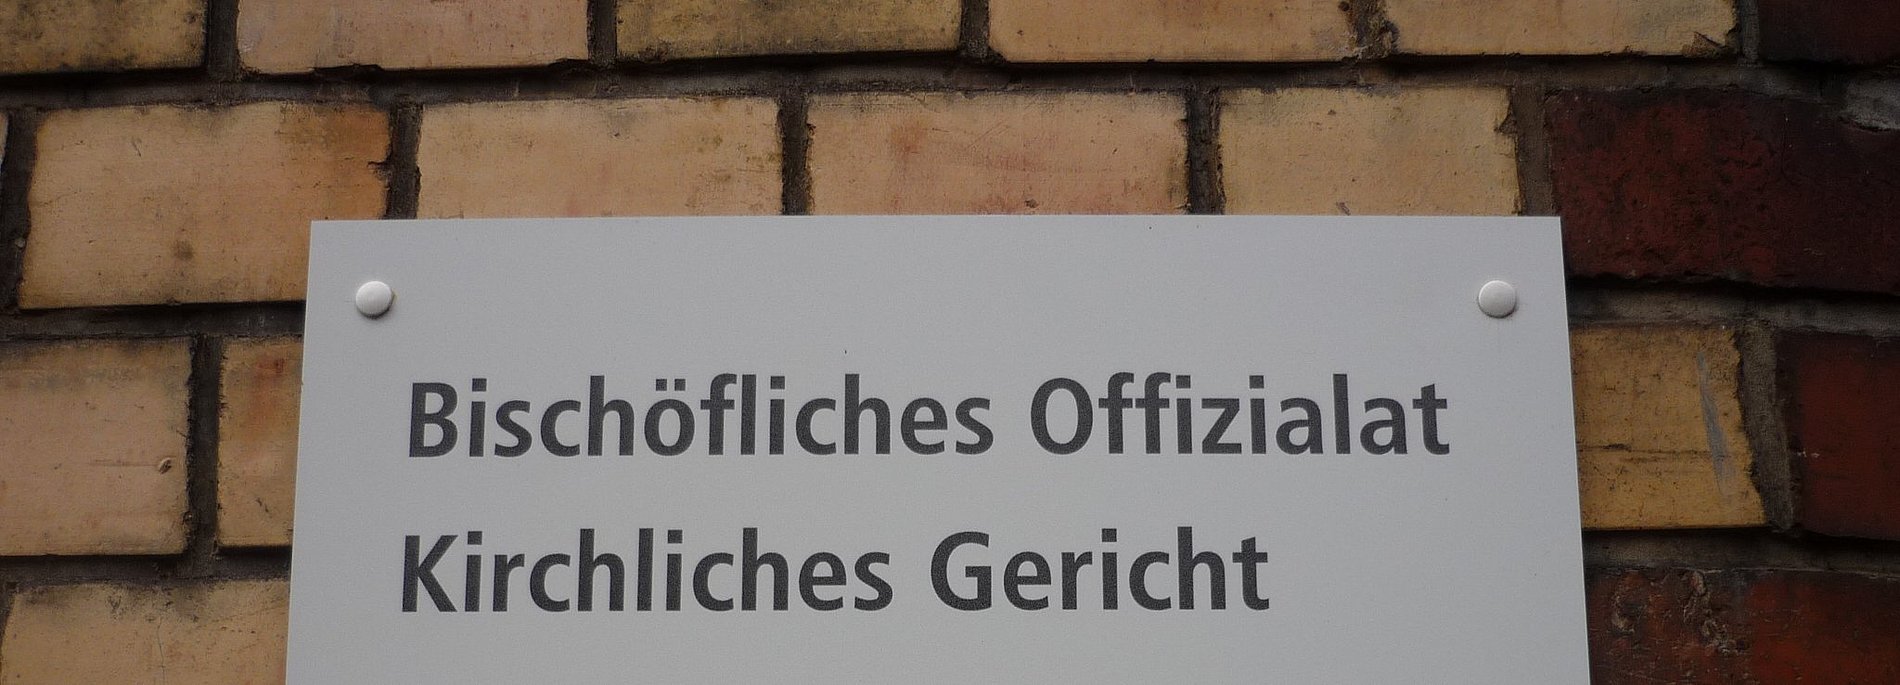 Bischöfliches Offizialat
Kirchliches Gericht